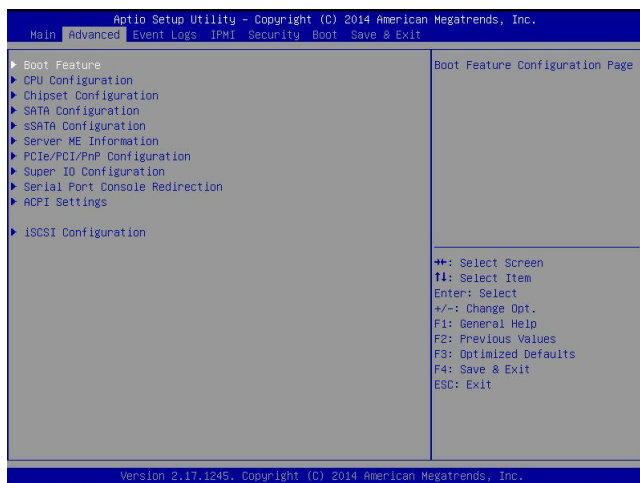 Aptio Setup Utility – Copyright (C) 2014 American Megatrends, Inc.
Main Advanced Event Logs IPMI Security Boot Save & Exit
▶ Boot Feature
▶ CPU Configuration
▶ Chipset Configuration
▶ SATA Configuration
▶ sSATA Configuration
▶ Server ME Information
▶ PCIe/PCI/PnP Configuration
▶ Super IO Configuration
▶ Serial Port Console Redirection
▶ ACPI Settings
▶ iSCSI Configuration
Boot Feature Configuration Page
→←: Select Screen
↑↓: Select Item
Enter: Select
+/-: Change Opt.
F1: General Help
F2: Previous Values
F3: Optimized Defaults
F4: Save & Exit
ESC: Exit
Version 2.17.1245. Copyright (C) 2014 American Megatrends, Inc.